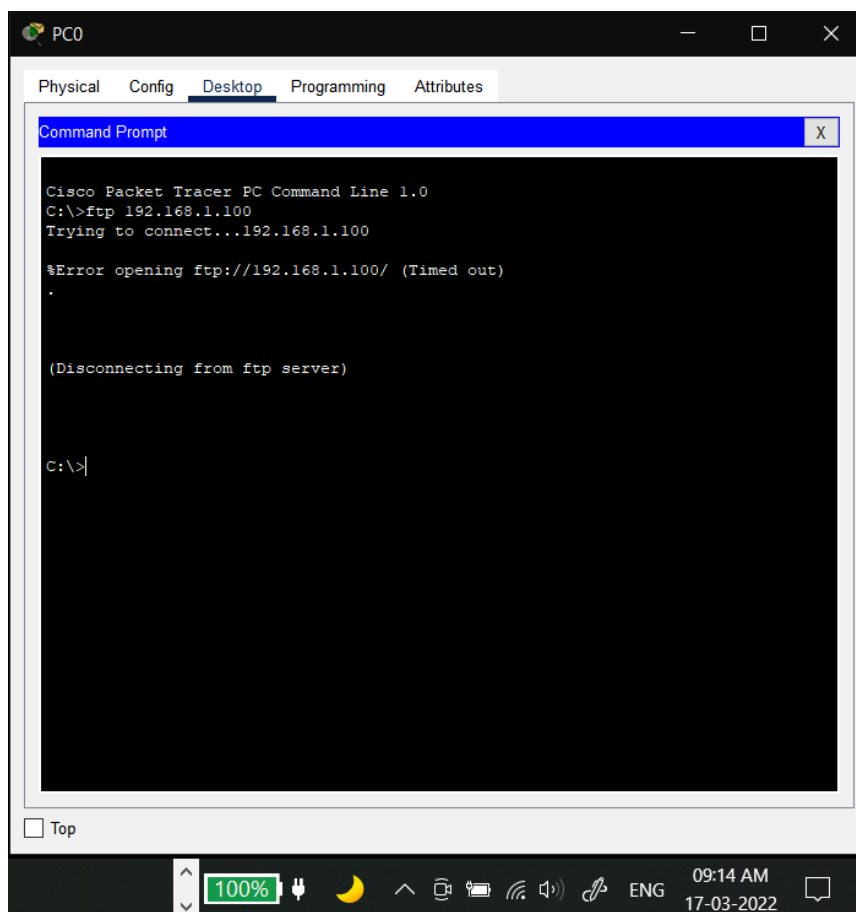 PC0
Physical Config Desktop Programming Attributes
Command Prompt
X
Cisco Packet Tracer PC Command Line 1.0
C:\>ftp 192.168.1.100
Trying to connect...192.168.1.100
%Error opening ftp://192.168.1.100/ (Timed out)
.
(Disconnecting from ftp server)
C:\>
Top
100%
ENG
09:14 AM
17-03-2022